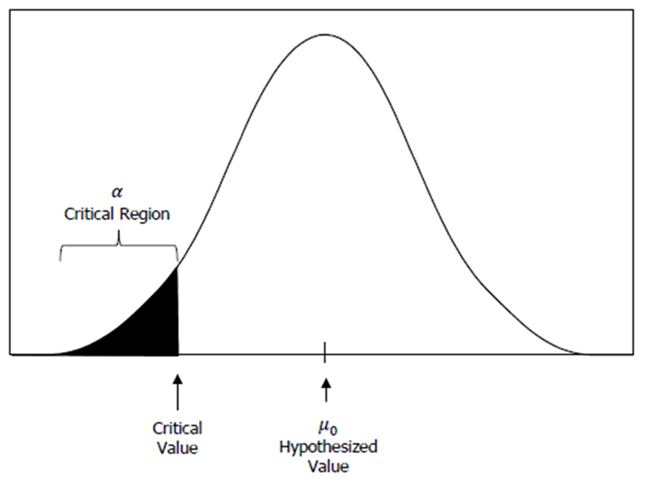 α
Critical Region
Critical
Value
μ₀
Hypothesized
Value